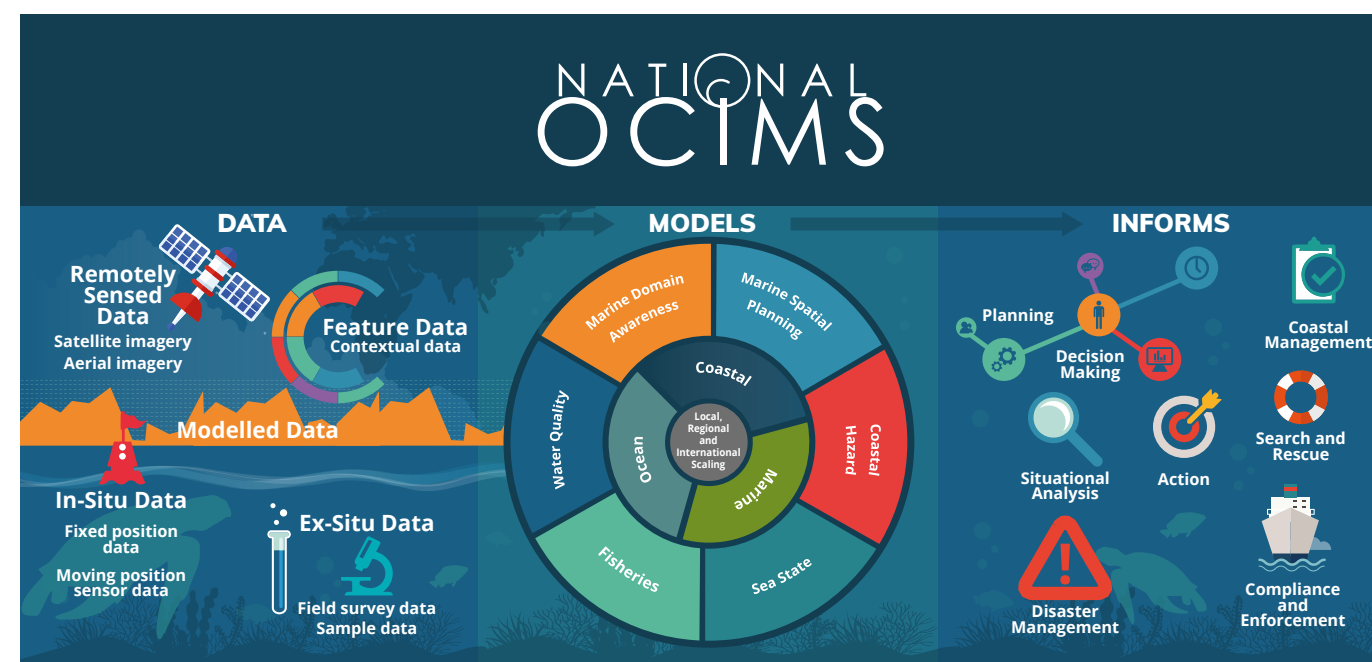 NATIONAL
OCIMS
DATA
MODELS
INFORMS
Remotely
Sensed
Data
Satellite imagery
Aerial imagery
Feature Data
Contextual data
Modelled Data
In-Situ Data
Fixed position
data
Moving position
sensor data
Ex-Situ Data
Field survey data
Sample data
Marine Domain
Awareness
Marine Spatial
Planning
Coastal
Hazard
Sea State
Fisheries
Water Quality
Coastal
Marine
Ocean
Local,
Regional
and
International
Scaling
Planning
Decision
Making
Situational
Analysis
Action
Disaster
Management
Coastal
Management
Search and
Rescue
Compliance
and
Enforcement